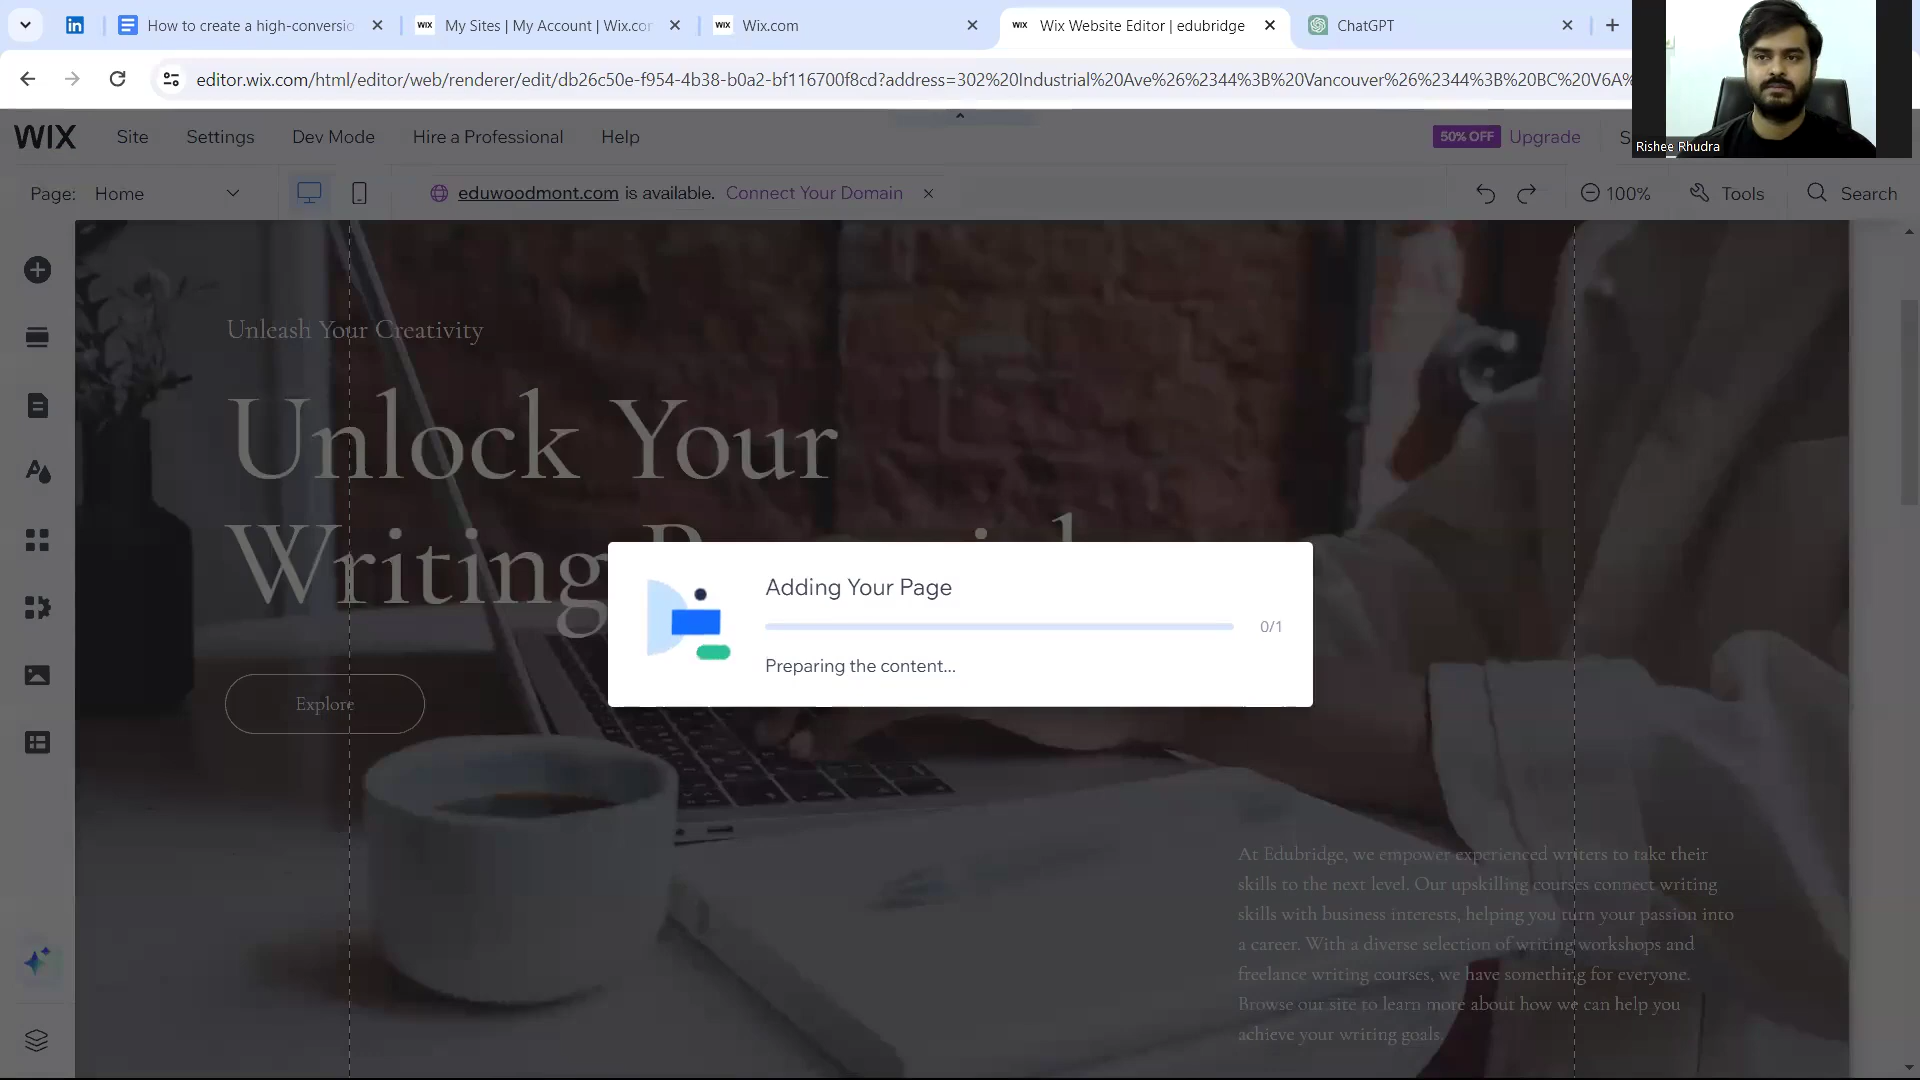 How to create a high-conversio
My Sites | My Account | Wix.cor
Wix.com
Wix Website Editor | edubridge
ChatGPT
editor.wix.com/html/editor/web/renderer/edit/db26c50e-f954-4b38-b0a2-bf116700f8cd?address=302%20Industrial%20Ave%26%2344%3B%20Vancouver%26%2344%3B%20BC%20V6A%
Rishee Rhudra
WIX
Site
Settings
Dev Mode
Hire a Professional
Help
50% OFF
Upgrade
Page:
Home
eduwoodmont.com is available.
Connect Your Domain
100%
Tools
Search
Unleash Your Creativity
Unlock Your
Writing
Adding Your Page
0/1
Preparing the content...
Explore
At Edubridge, we empower experienced writers to take their
skills to the next level. Our upskilling courses connect writing
skills with business interests, helping you turn your passion into
a career. With a diverse selection of writing workshops and
freelance writing courses, we have something for everyone.
Browse our site to learn more about how we can help you
achieve your writing goals.